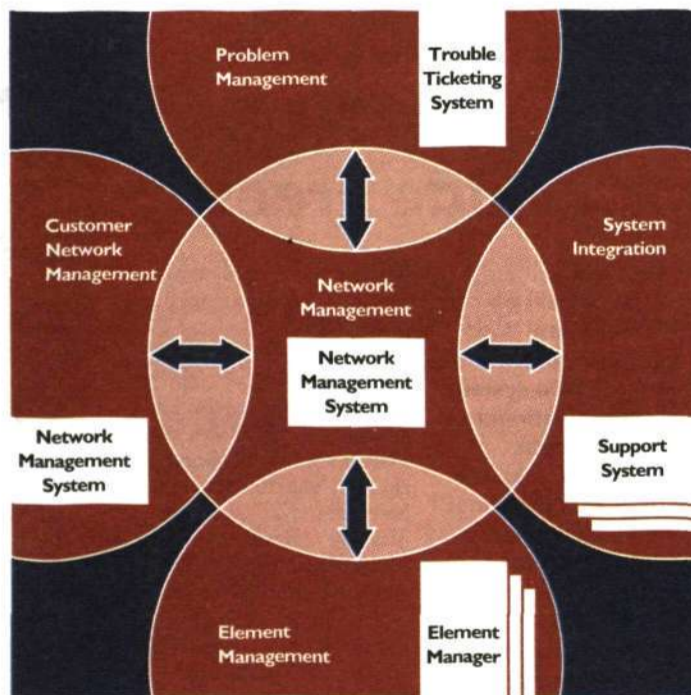 Problem
Management
Trouble
Ticketing
System
Customer
Network
Management
System
Integration
Network
Management
Network
Management
System
Network
Management
System
Support
System
Element
Management
Element
Manager